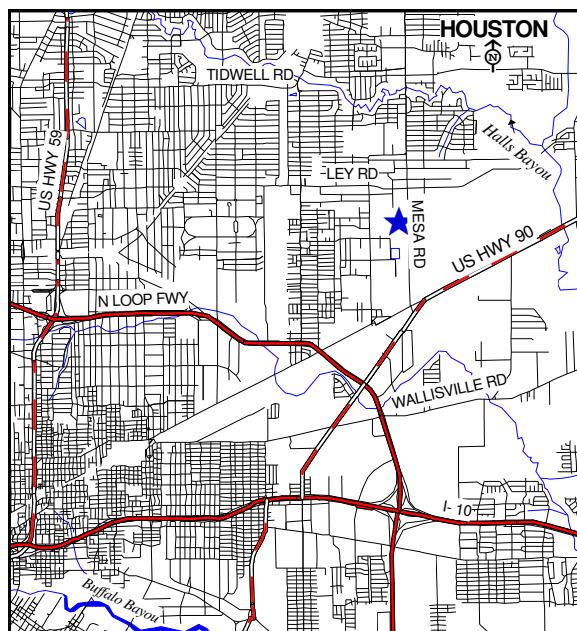 HOUSTON
N
TIDWELL RD
Halls Bayou
US HWY 59
LEY RD
MESA RD
US HWY 90
N LOOP FWY
WALLISVILLE RD
I- 10
Buffalo Bayou